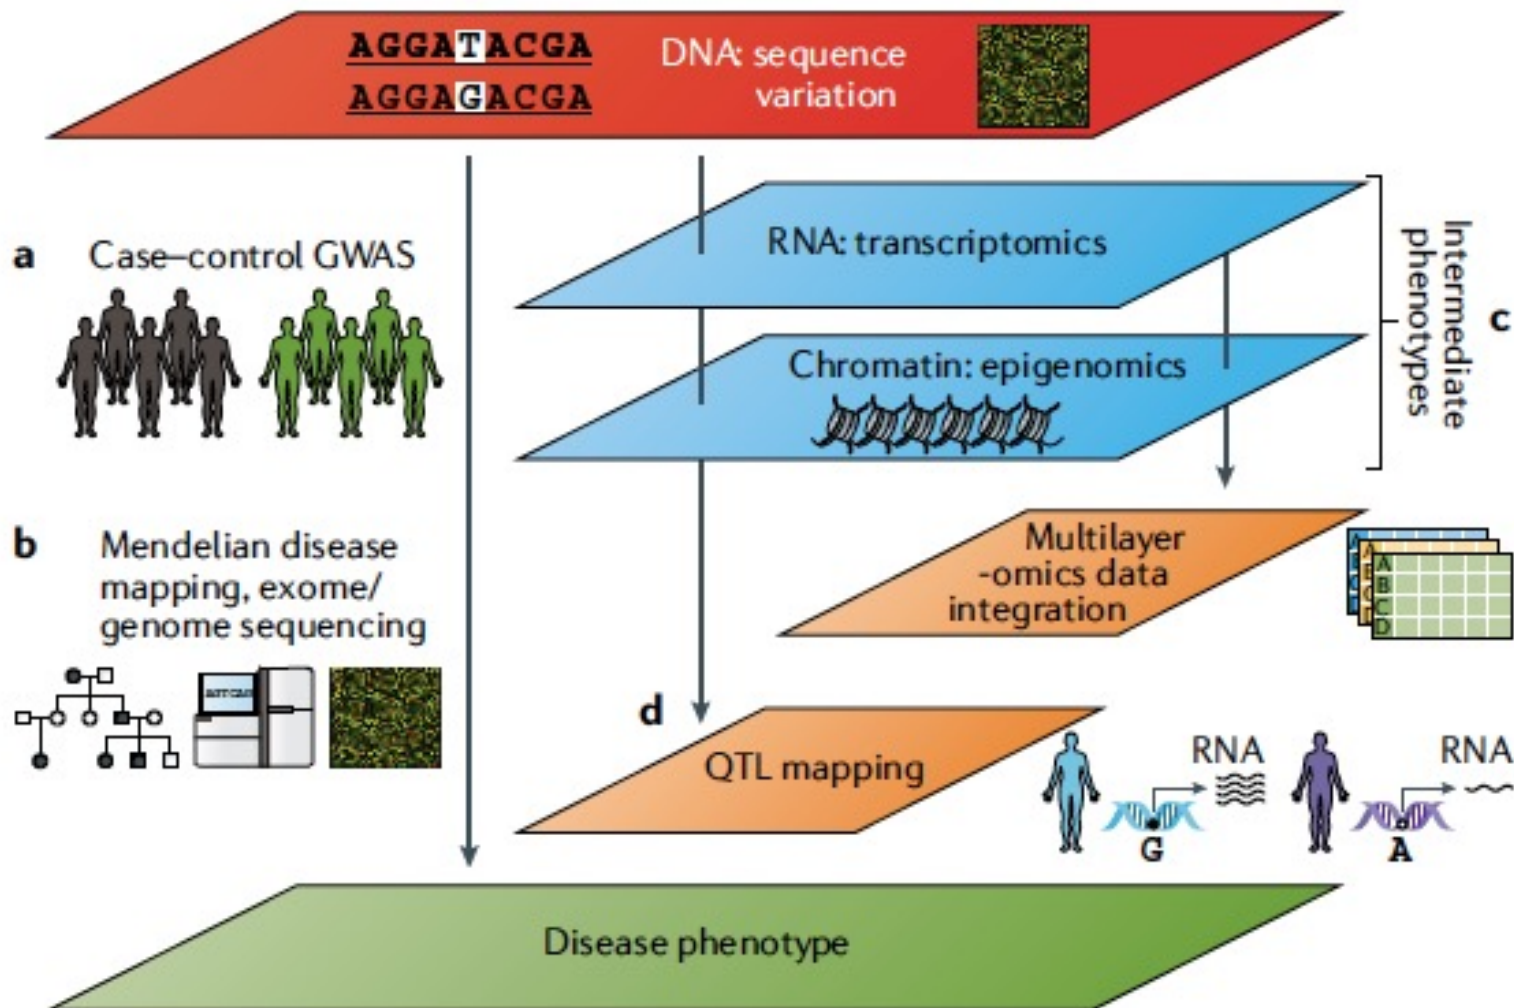 AGGATACGA
AGGAGACGA
DNA: sequence
variation
a
Case–control GWAS
RNA: transcriptomics
Chromatin: epigenomics
Intermediate
phenotypes
c
b
Mendelian disease
mapping, exome/
genome sequencing
Multilayer
-omics data
integration
A
B
C
D
d
QTL mapping
RNA
G
RNA
A
Disease phenotype